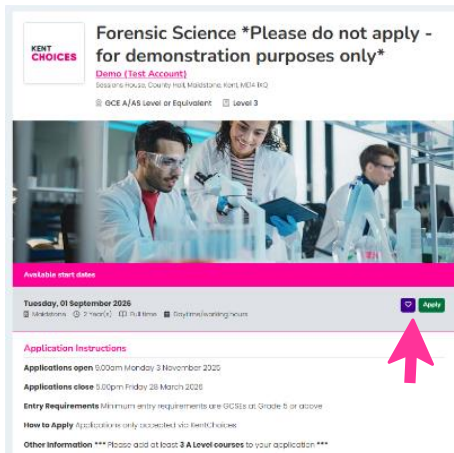 KENT
CHOICES
Forensic Science *Please do not apply -
for demonstration purposes only*
Demo (Test Account)
Sessions House, County Hall, Maidstone, Kent, ME14 1XQ
GCE A/AS Level or Equivalent Level 3
Available start dates
Tuesday, 01 September 2026
Apply
Maidstone 2 Year(s) Full time Daytime/working hours
Application Instructions
Applications open 9.00am Monday 3 November 2025
Applications close 5.00pm Friday 28 March 2026
Entry Requirements Minimum entry requirements are GCSEs at Grade 5 or above
How to Apply Applications only accepted via KentChoices
Other Information *** Please add at least 3 A Level courses to your application ***